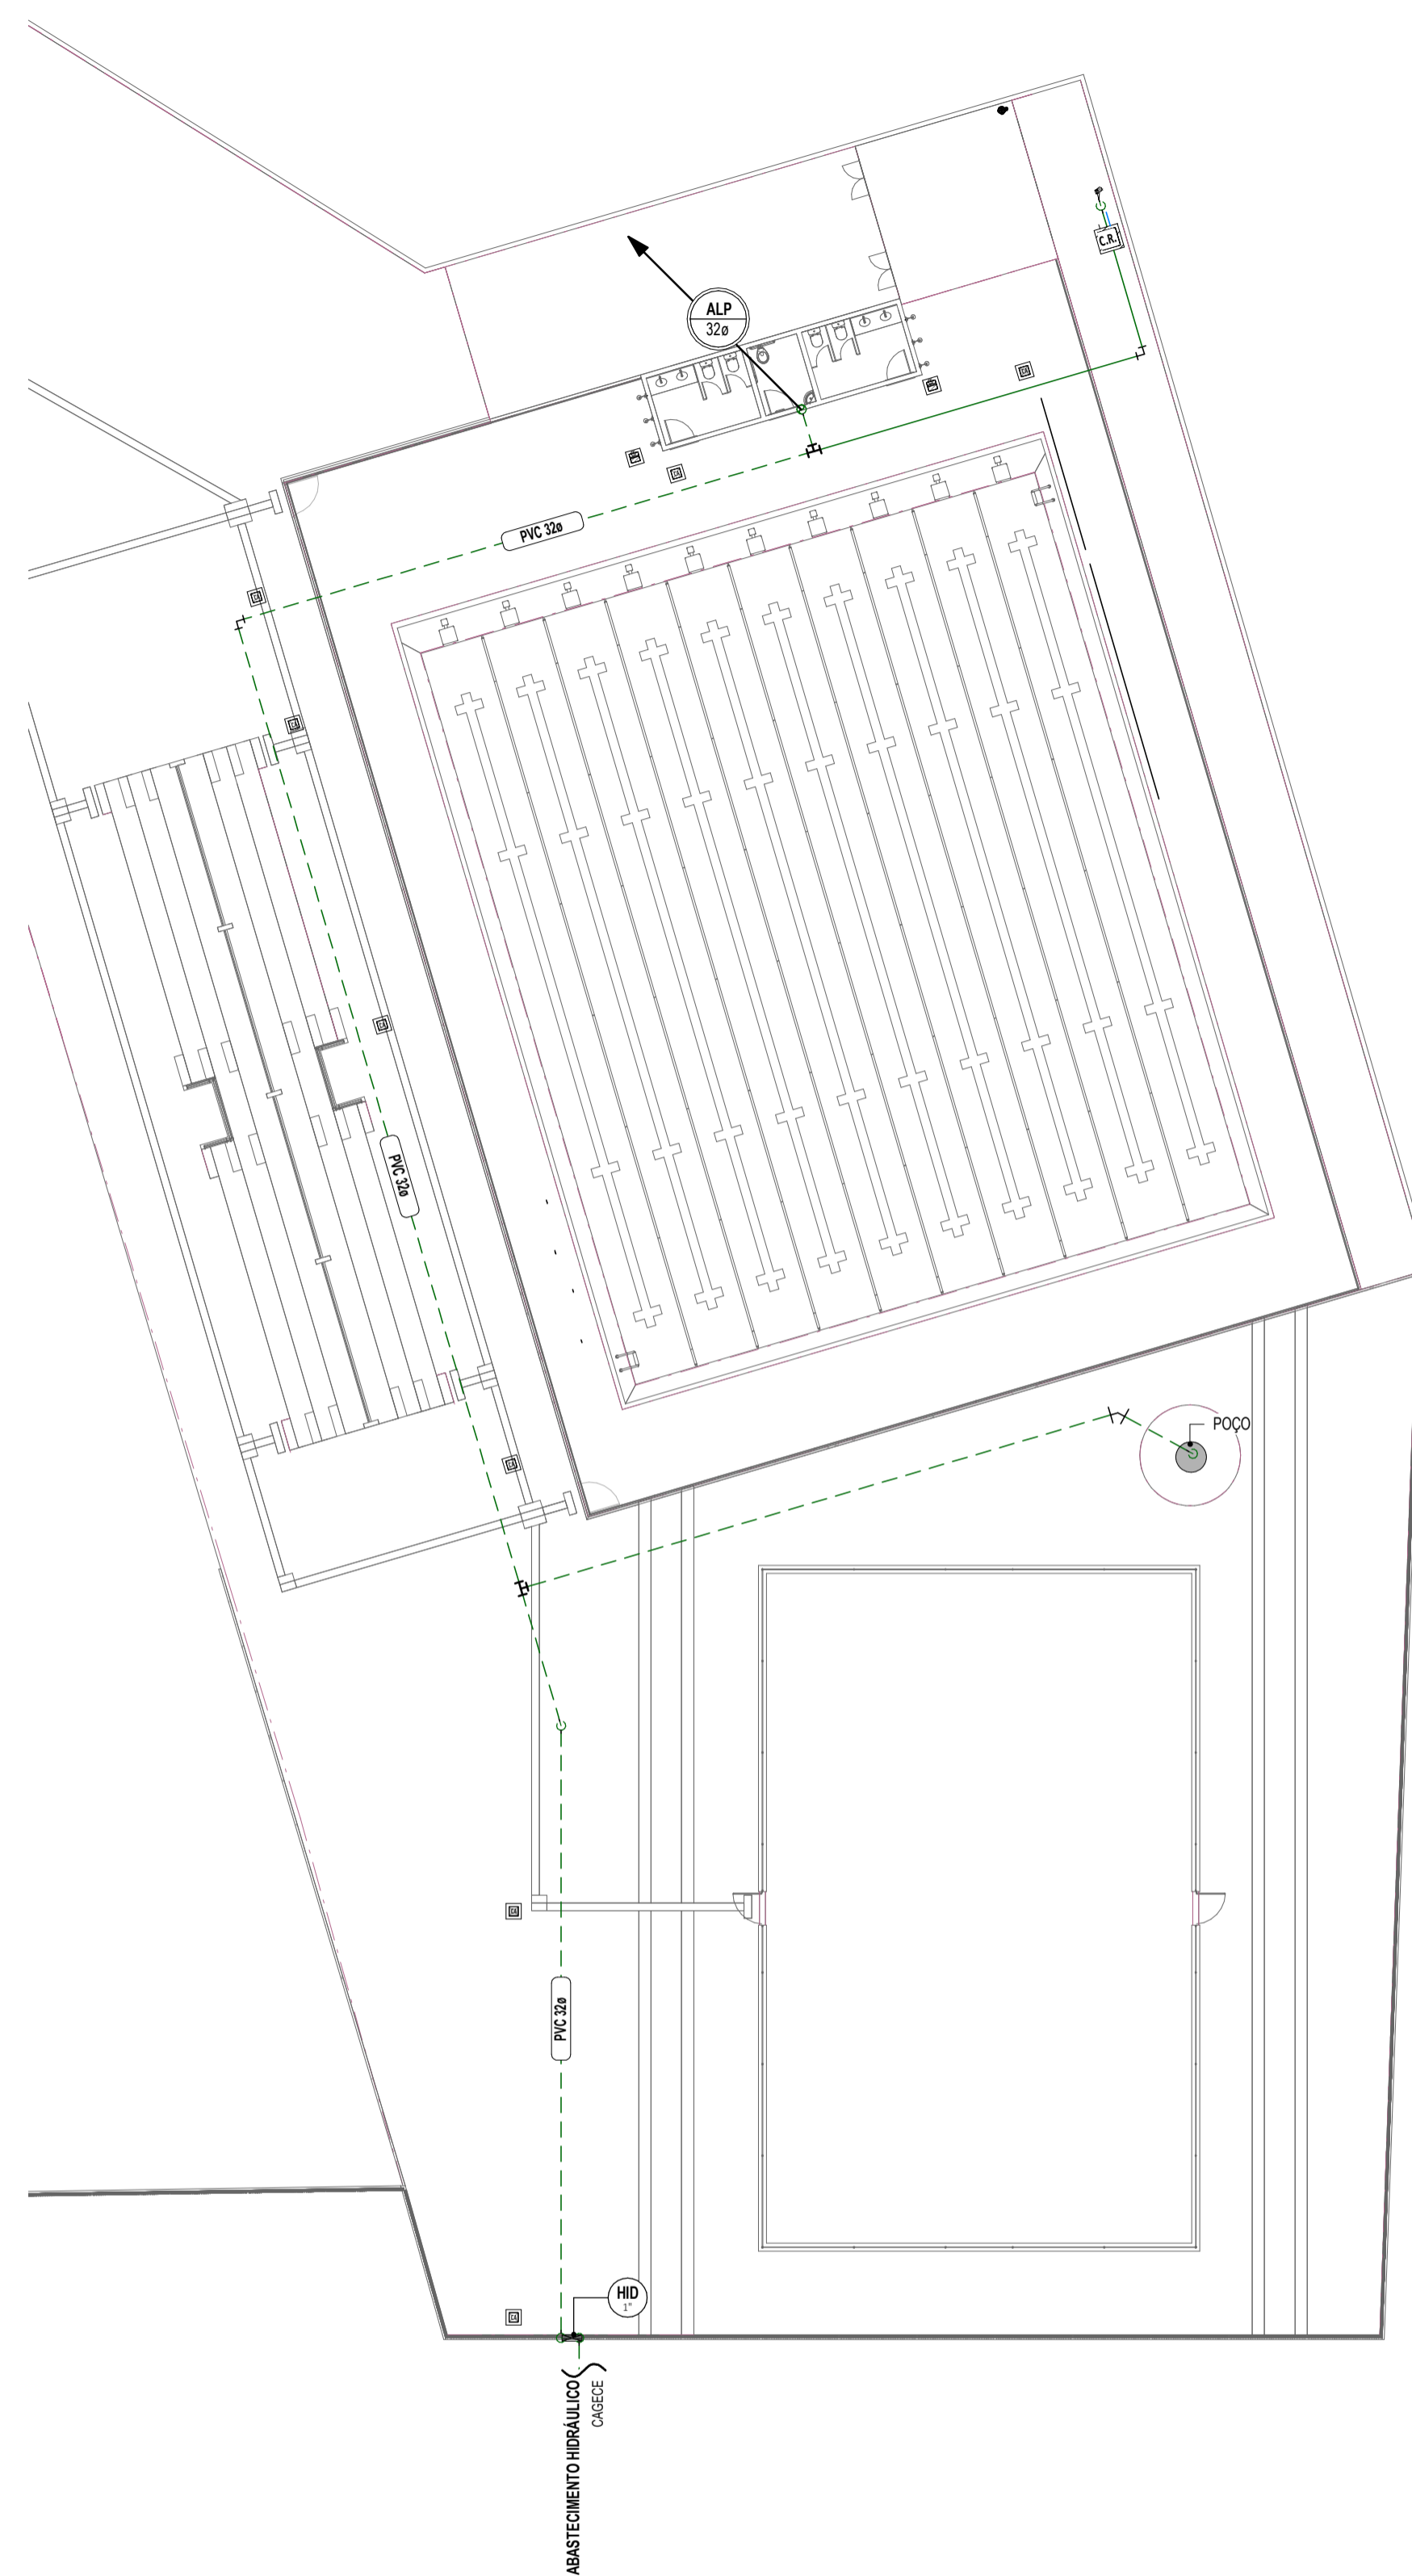 C.R.
ALP
32ø
PVC 32ø
PVC 32ø
POÇO
PVC 32ø
HID
1"
ABASTECIMENTO HIDRÁULICO
CAGECE